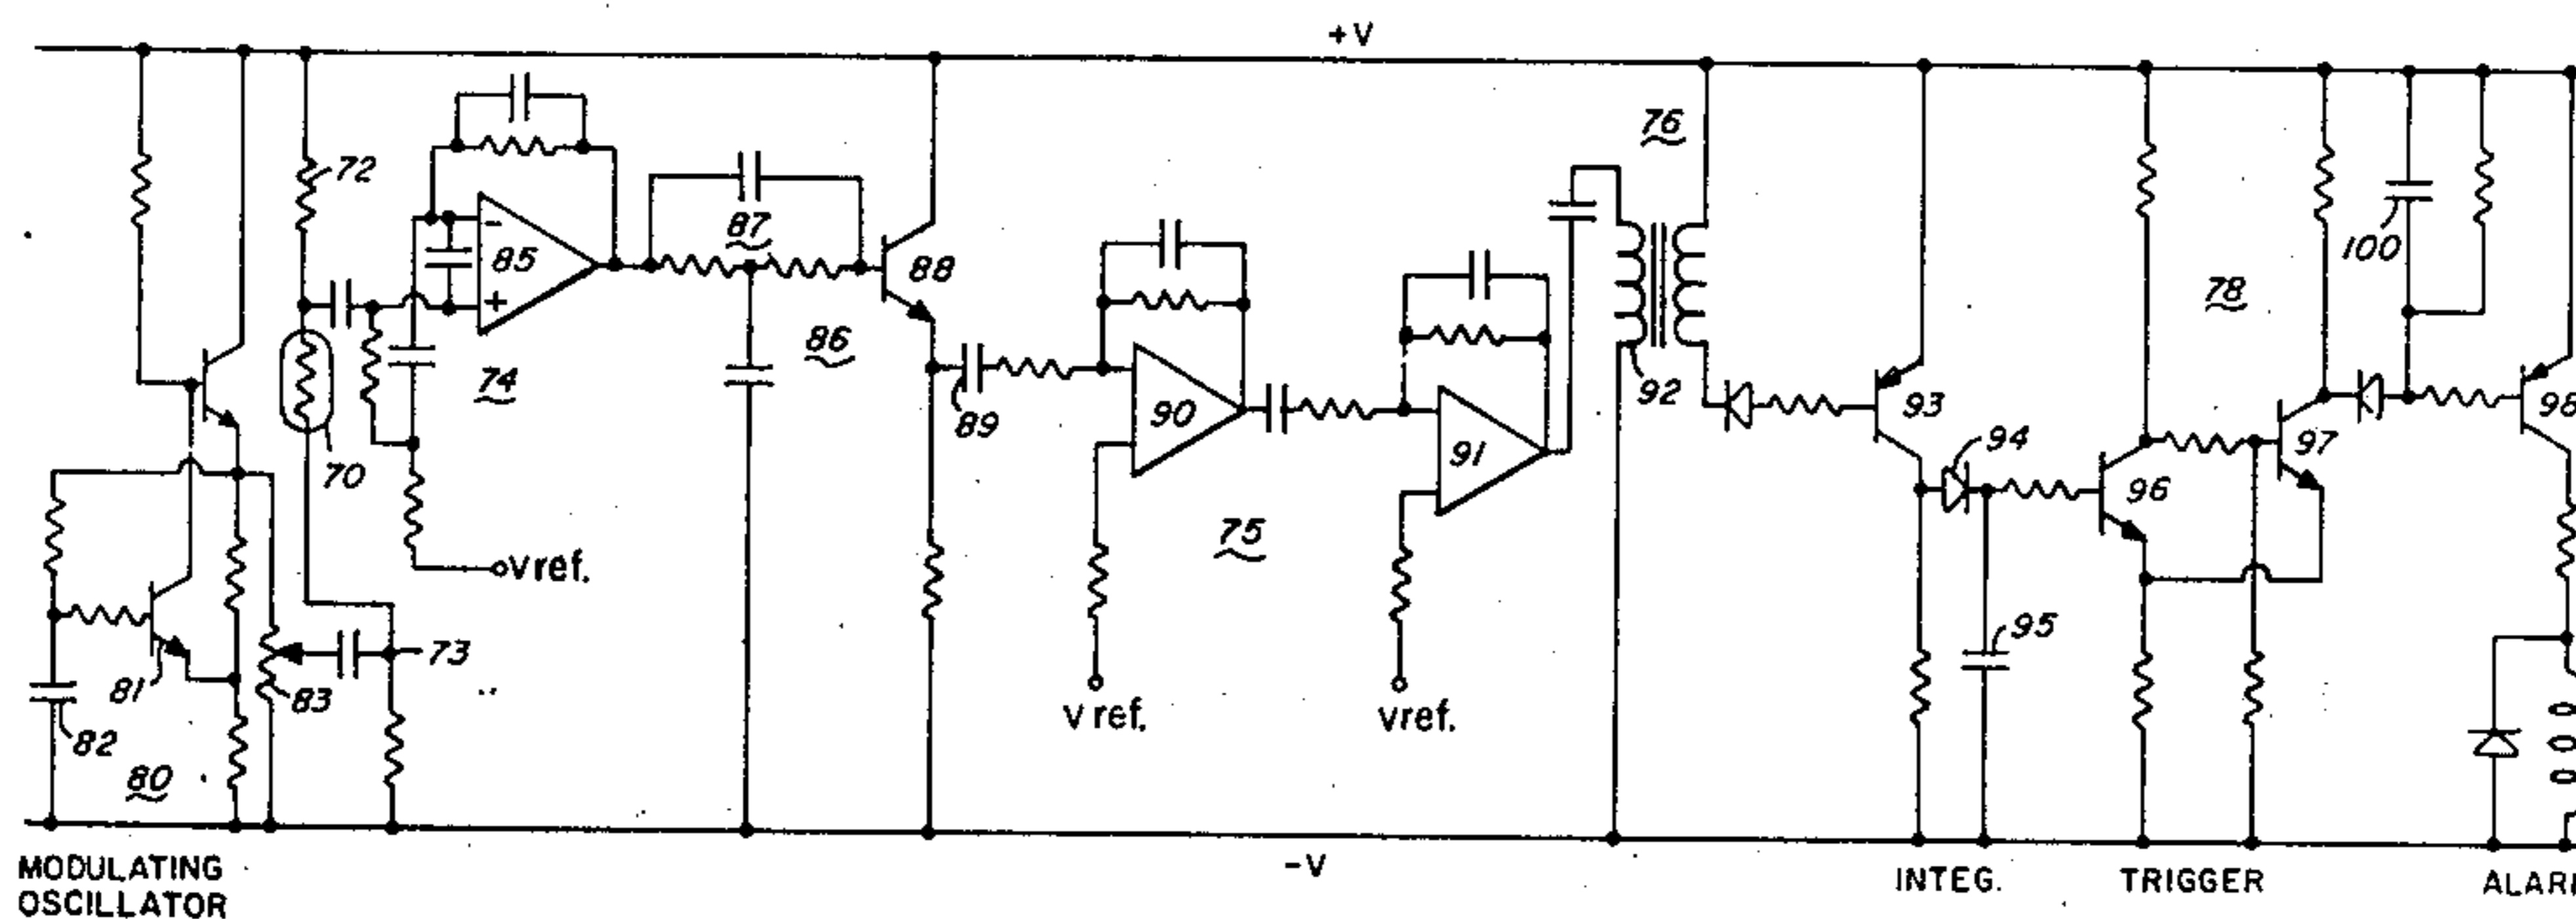 +V
76
72
87
85
88
100
78
86
74
92
93
98
89
90
94
97
70
91
96
75
vref.
95
73
81
83
V ref.
vref.
82
80
MODULATING
OSCILLATOR
-V
INTEG.
TRIGGER